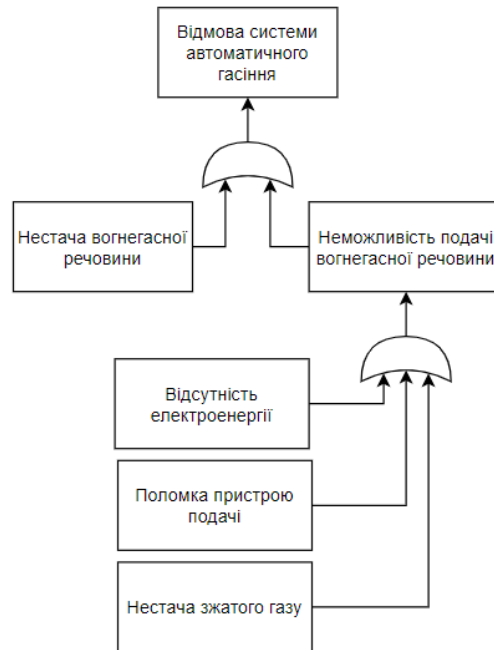 Відмова системи
автоматичного
гасіння
Нестача вогнегасної
речовини
Неможливість подачі
вогнегасної речовини
Відсутність
електроенергії
Поломка пристрою
подачі
Нестача зжатого газу